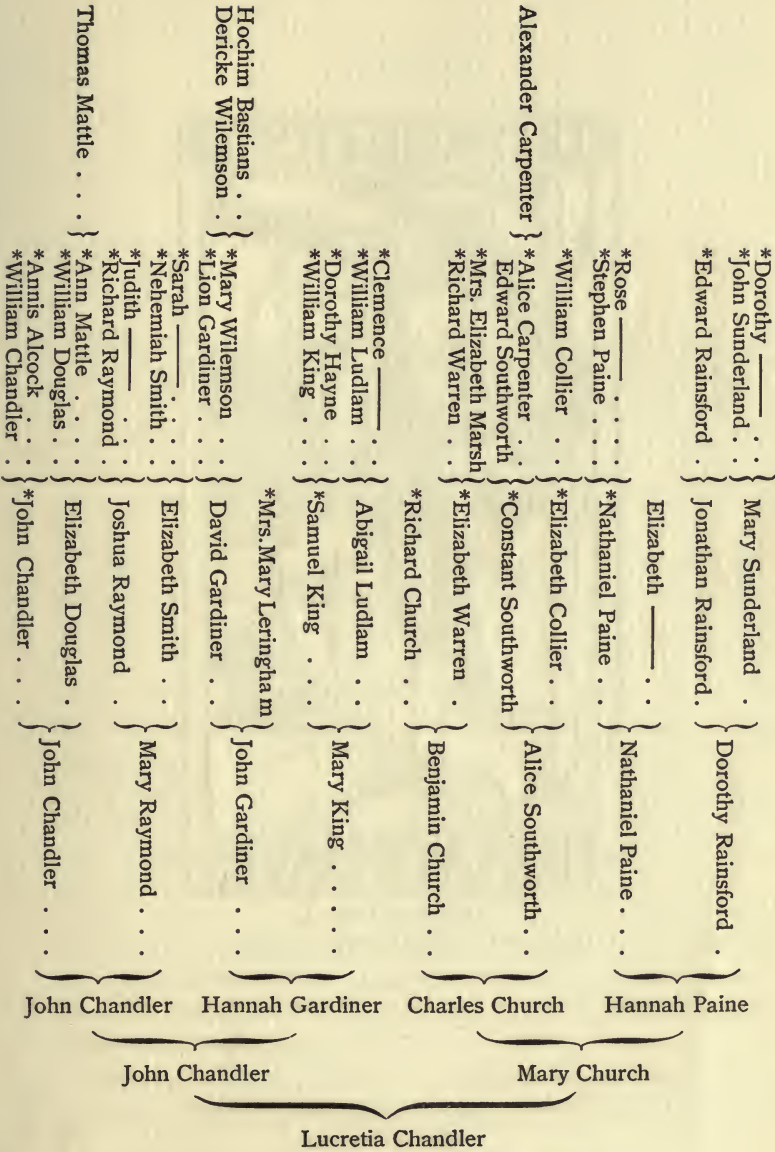 Alexander Carpenter
Hochim Bastians . .
Dericke Wilemson .
Thomas Mattle . . .
*Dorothy —— . .
*John Sunderland . .
*Edward Rainsford .
*Rose —— . . .
*Stephen Paine . . .
*William Collier . .
*Alice Carpenter . .
Edward Southworth
*Mrs. Elizabeth Marsh
*Richard Warren . .
*Clemence —— . .
*William Ludlam . .
*Dorothy Hayne . .
*William King . . .
*Mary Wilemson . .
*Lion Gardiner . . .
*Sarah —— . . .
*Nehemiah Smith . .
*Judith —— . . .
*Richard Raymond .
*Ann Mattle . . . .
*William Douglas . .
*Annis Alcock . . .
*William Chandler .
Mary Sunderland .
Jonathan Rainsford .
Elizabeth —— . .
*Nathaniel Paine . .
*Elizabeth Collier . .
*Constant Southworth
*Elizabeth Warren .
*Richard Church . .
Abigail Ludlam . .
*Samuel King . . .
*Mrs. Mary Leringham
David Gardiner . .
Elizabeth Smith . .
Joshua Raymond .
Elizabeth Douglas .
*John Chandler . . .
Dorothy Rainsford .
Nathaniel Paine . . .
Alice Southworth . .
Benjamin Church . .
Mary King . . . . .
John Gardiner . . .
Mary Raymond . . .
John Chandler . . .
John Chandler Hannah Gardiner Charles Church Hannah Paine
John Chandler Mary Church
Lucretia Chandler